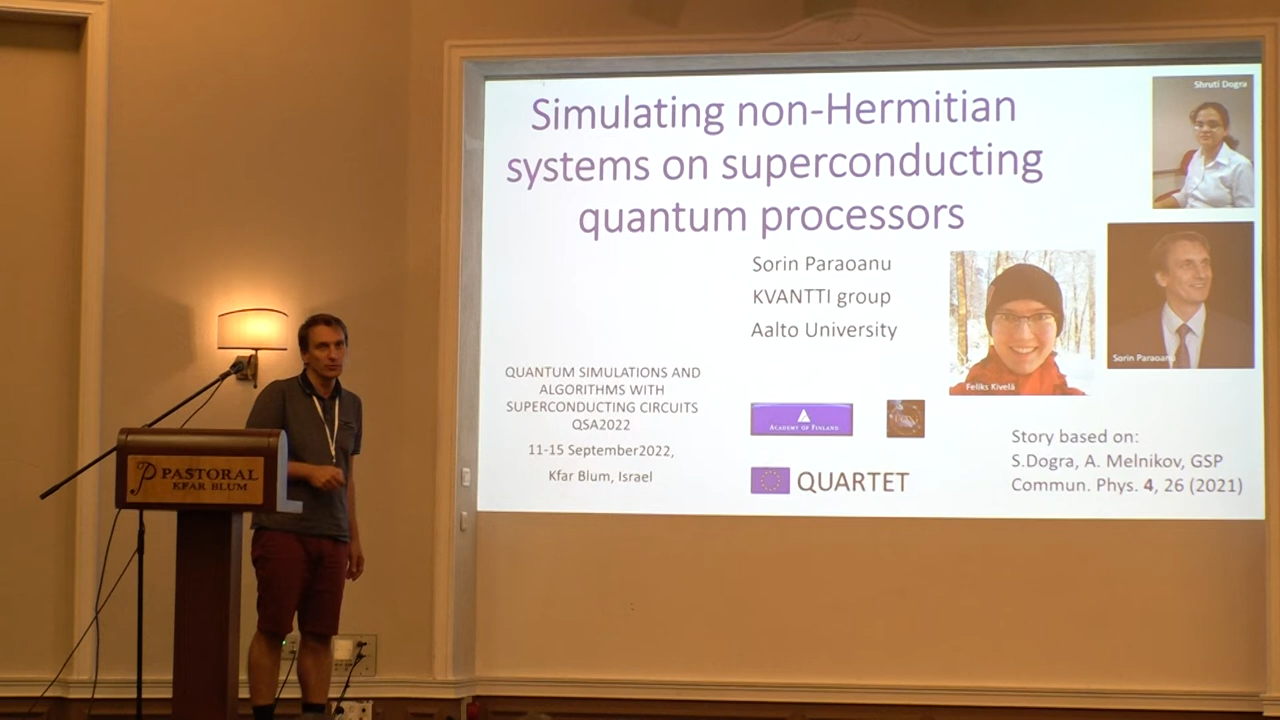 Simulating non-Hermitian
systems on superconducting
quantum processors
Sorin Paraoanu
KVANTTI group
Aalto University
QUANTUM SIMULATIONS AND
ALGORITHMS WITH
SUPERCONDUCTING CIRCUITS
QSA2022
11-15 September2022,
Kfar Blum, Israel
Shruti Dogra
Sorin Paraoanu
Feliks Kivelä
ACADEMY OF FINLAND
QUARTET
Story based on:
S.Dogra, A. Melnikov, GSP
Commun. Phys. 4, 26 (2021)
PASTORAL
KFAR BLUM